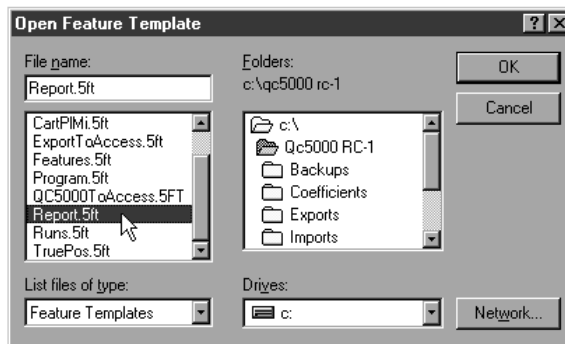 Open Feature Template
File name:
Report.5ft
CartPlMi.5ft
ExportToAccess.5ft
Features.5ft
Program.5ft
QC5000ToAccess.5FT
Report.5ft
Runs.5ft
TruePos.5ft
List files of type:
Feature Templates
Folders:
c:\qc5000 rc-1
c:\
Qc5000 RC-1
Backups
Coefficients
Exports
Imports
Drives:
c:
OK
Cancel
Network...